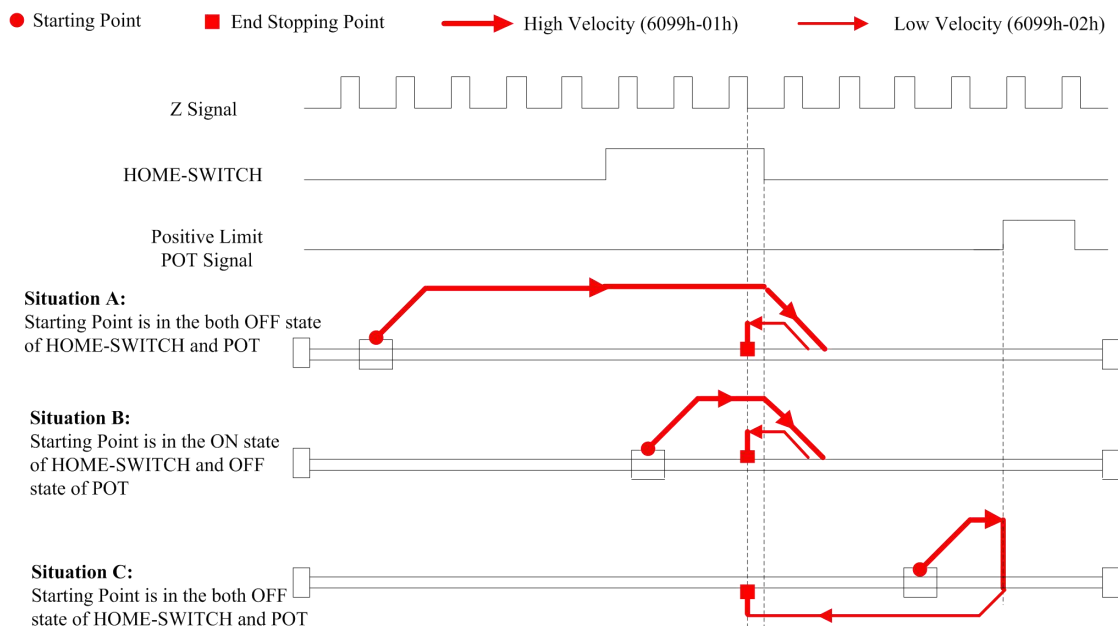 Starting Point
End Stopping Point
High Velocity (6099h-01h)
Low Velocity (6099h-02h)
Z Signal
HOME-SWITCH
Positive Limit
POT Signal
Situation A:
Starting Point is in the both OFF state
of HOME-SWITCH and POT
Situation B:
Starting Point is in the ON state
of HOME-SWITCH and OFF
state of POT
Situation C:
Starting Point is in the both OFF
state of HOME-SWITCH and POT